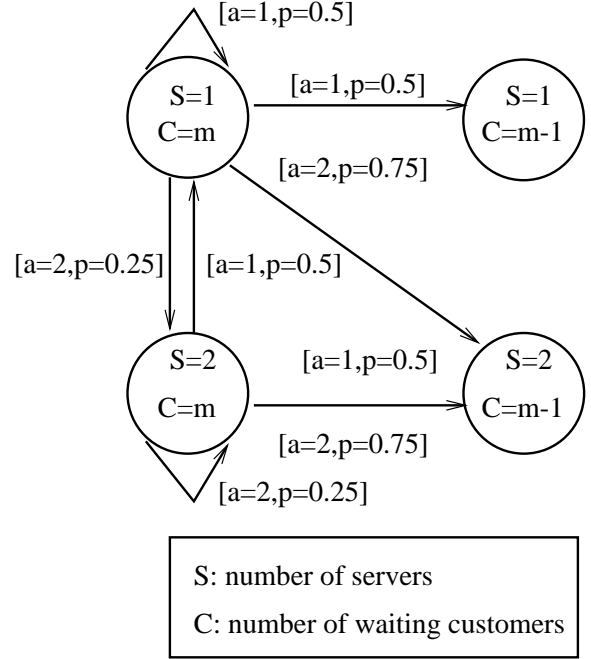 [a=1,p=0.5]
S=1
C=m
[a=1,p=0.5]
S=1
C=m-1
[a=2,p=0.75]
[a=2,p=0.25]
[a=1,p=0.5]
S=2
C=m
[a=1,p=0.5]
S=2
C=m-1
[a=2,p=0.75]
[a=2,p=0.25]
S: number of servers
C: number of waiting customers